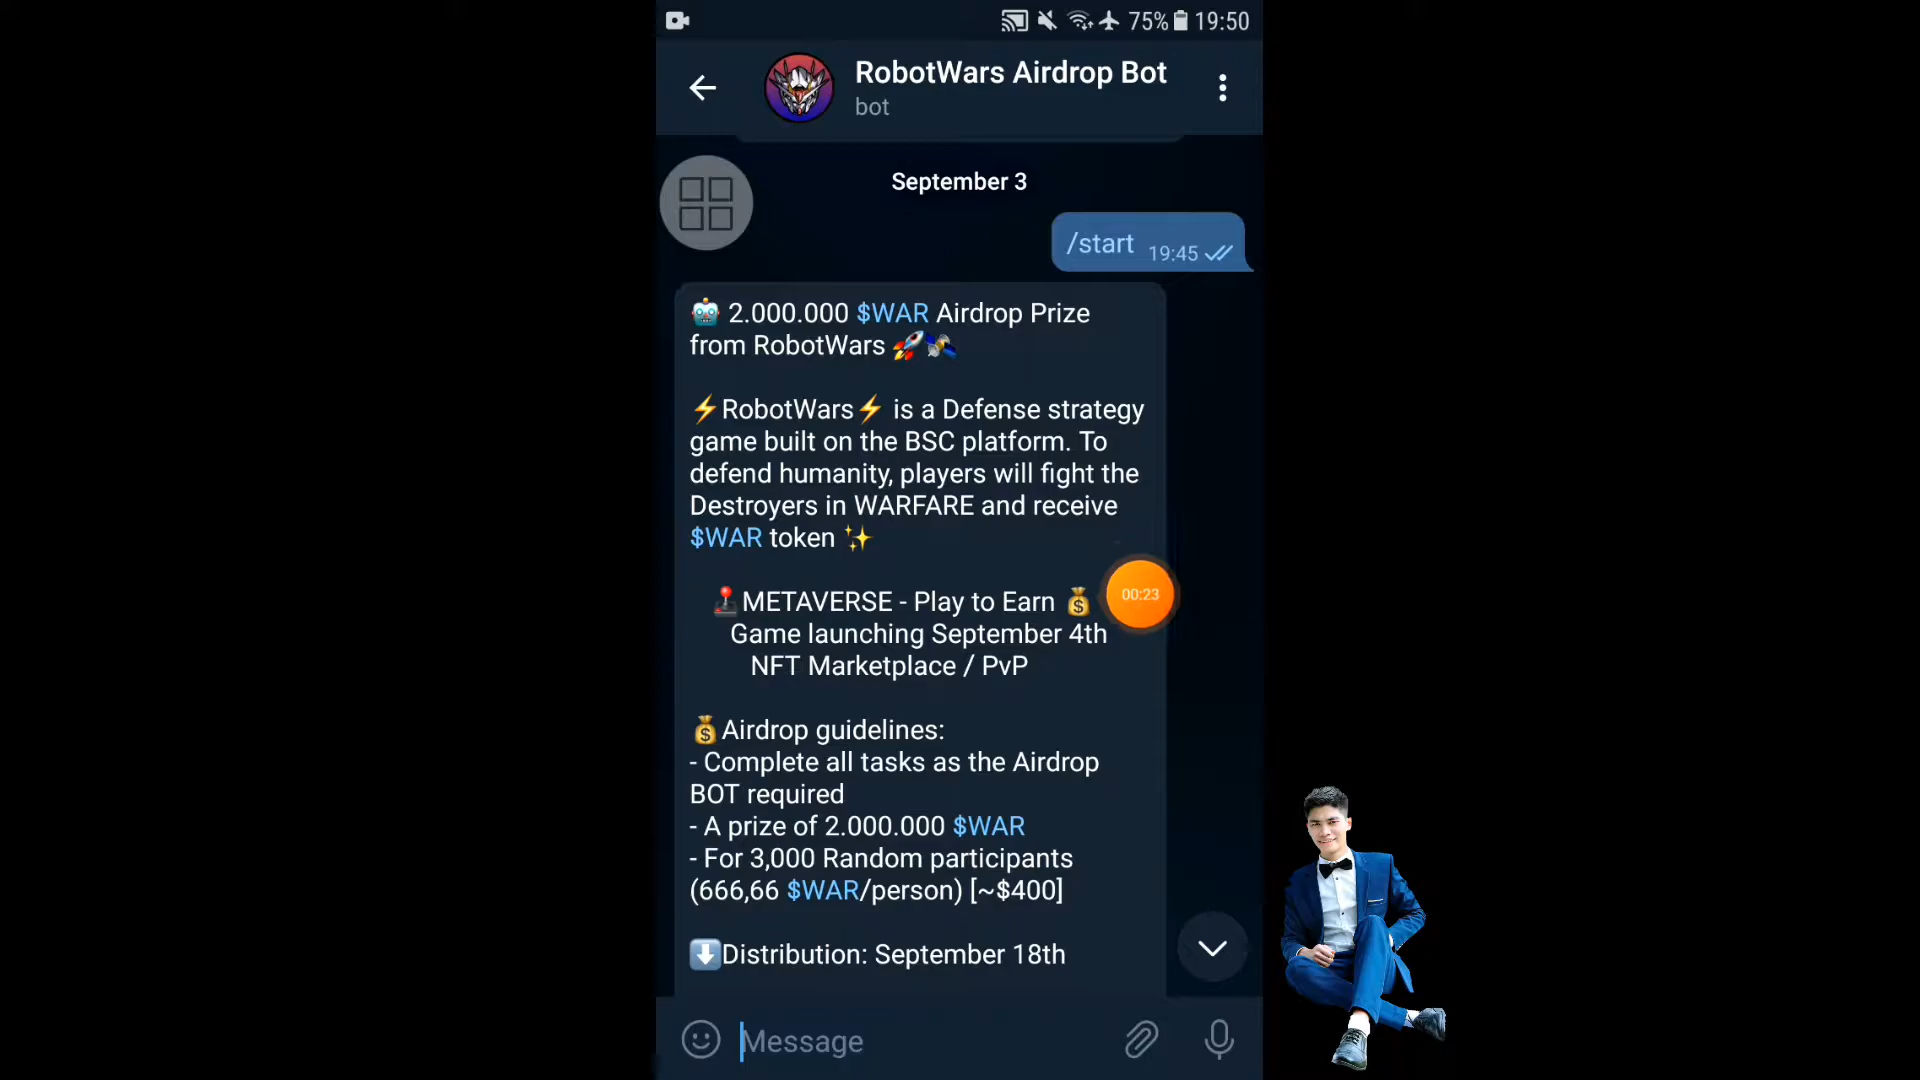 75% 19:50
RobotWars Airdrop Bot
bot
September 3
/start 19:45
🤖 2.000.000 $WAR Airdrop Prize
from RobotWars 🚀🛰
⚡RobotWars⚡ is a Defense strategy
game built on the BSC platform. To
defend humanity, players will fight the
Destroyers in WARFARE and receive
$WAR token ✨
🕹METAVERSE - Play to Earn 💰
00:23
Game launching September 4th
NFT Marketplace / PvP
💰Airdrop guidelines:
- Complete all tasks as the Airdrop
BOT required
- A prize of 2.000.000 $WAR
- For 3,000 Random participants
(666,66 $WAR/person) [~$400]
⬇Distribution: September 18th
Message